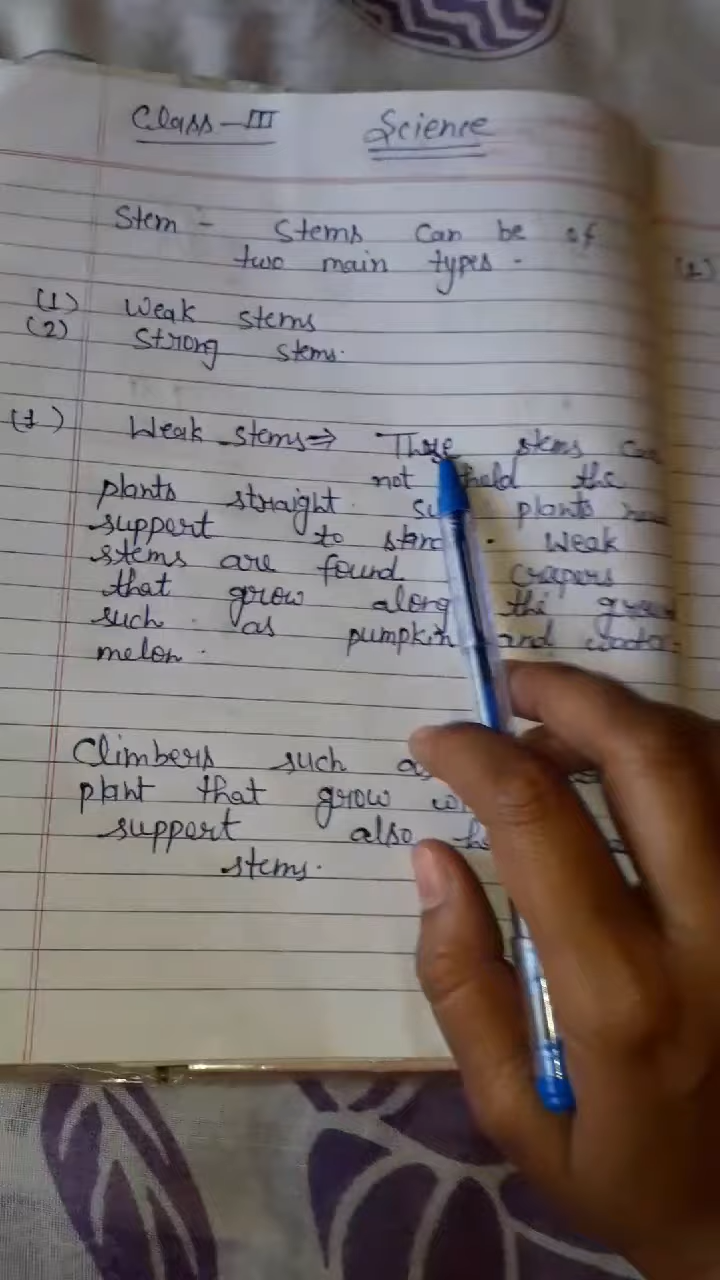 Class-III Science
Stem - Stems can be of
two main types.
(1) Weak stems
(2) Strong stems.
(1) Weak stems ⇒ These stems can
not hold the
plants straight. plants
support to stand. Weak
stems are found crapers
that grow along the
such as pumpkin and
melon.
Climbers such as
plant that grow
support also
stems.